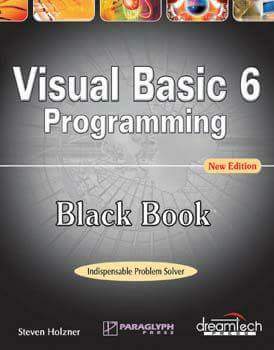 Visual Basic 6
Programming
New Edition
Black Book
Indispensable Problem Solver
Steven Holzner
PARAGLYPH
PRESS
dreamtech
PRESS